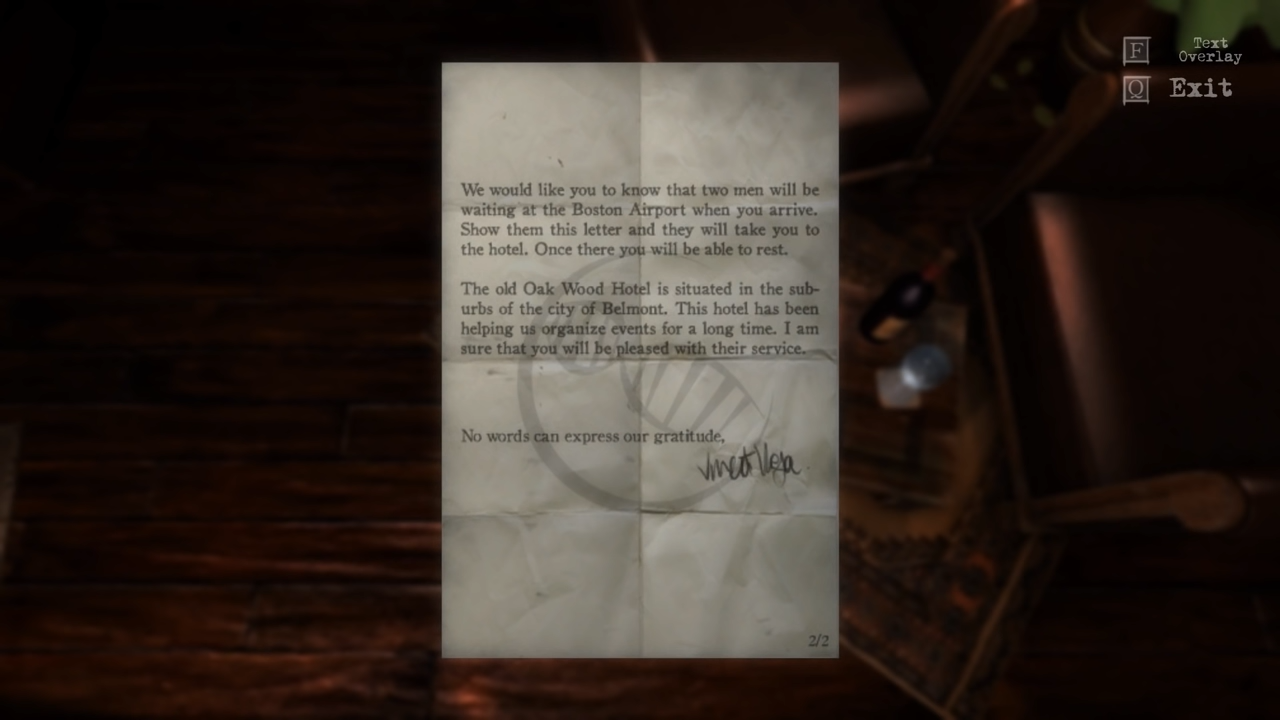 F Text
Overlay
Q Exit
We would like you to know that two men will be
waiting at the Boston Airport when you arrive.
Show them this letter and they will take you to
the hotel. Once there you will be able to rest.
The old Oak Wood Hotel is situated in the sub-
urbs of the city of Belmont. This hotel has been
helping us organize events for a long time. I am
sure that you will be pleased with their service.
No words can express our gratitude,
2/2